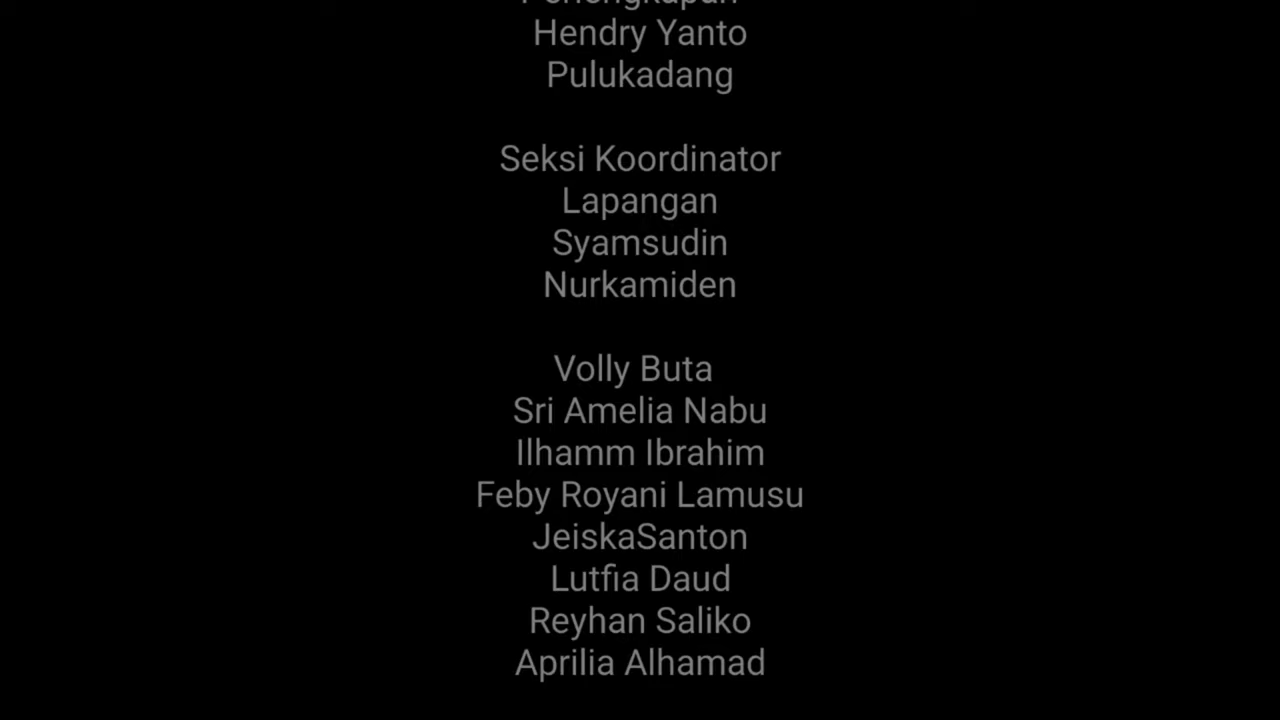 Hendry Yanto
Pulukadang
Seksi Koordinator
Lapangan
Syamsudin
Nurkamiden
Volly Buta
Sri Amelia Nabu
Ilhamm Ibrahim
Feby Royani Lamusu
JeiskaSanton
Lutfia Daud
Reyhan Saliko
Aprilia Alhamad